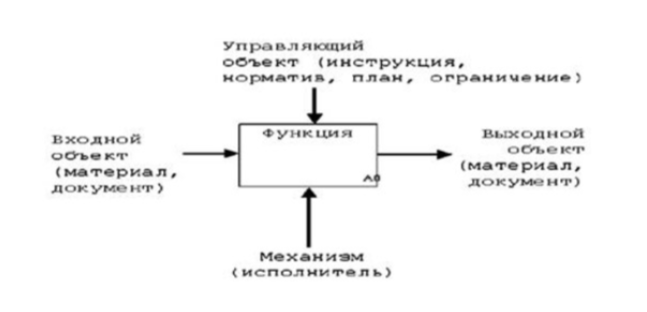 Управляющий
объект (инструкция,
норматив, план, ограничение)
Функция
Входной
объект
(материал,
документ)
Выходной
объект
(материал,
документ)
A0
Механизм
(исполнитель)